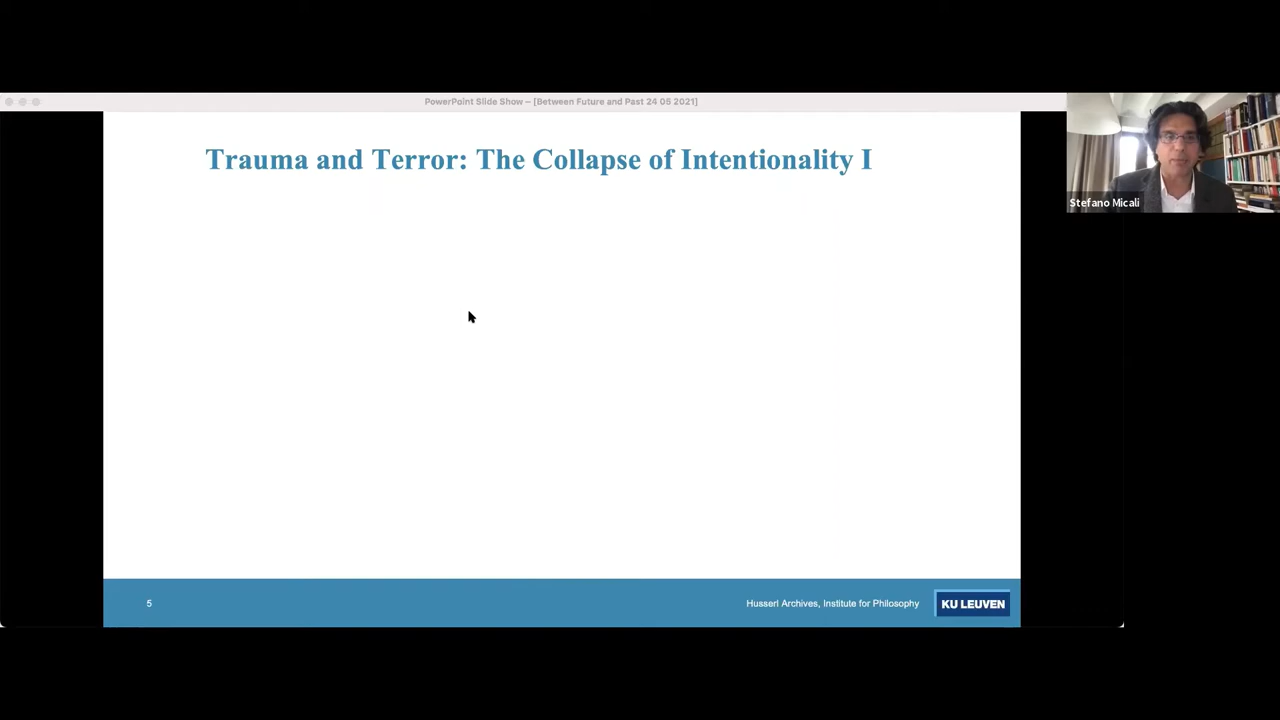 PowerPoint Slide Show – [Between Future and Past 24 05 2021]
Trauma and Terror: The Collapse of Intentionality I
Stefano Micali
5
Husserl Archives, Institute for Philosophy
KU LEUVEN